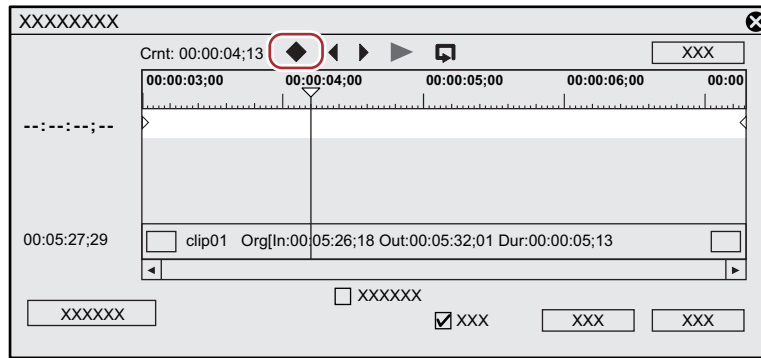 XXXXXXXX
Crnt: 00:00:04;13
XXX
00:00:03;00 00:00:04;00 00:00:05;00 00:00:06;00 00:00
--:--:--;--
00:05:27;29 clip01 Org[In:00:05:26;18 Out:00:05:32;01 Dur:00:00:05;13
XXXXXX
XXXXXX
XXX XXX XXX